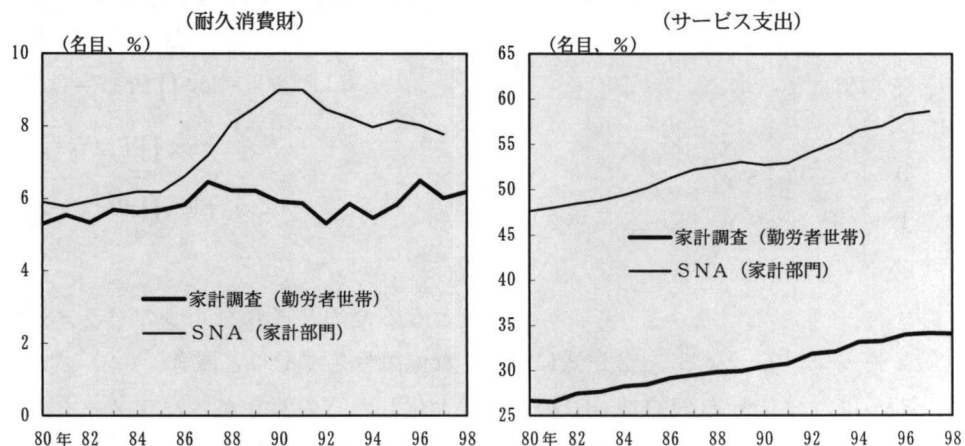 (耐久消費財)
(名目、%)
10
8
6
4
2
0
家計調査（勤労者世帯）
ＳＮＡ（家計部門）
80年 82 84 86 88 90 92 94 96 98
(サービス支出)
(名目、%)
65
60
55
50
45
40
35
30
25
家計調査（勤労者世帯）
ＳＮＡ（家計部門）
80年 82 84 86 88 90 92 94 96 98